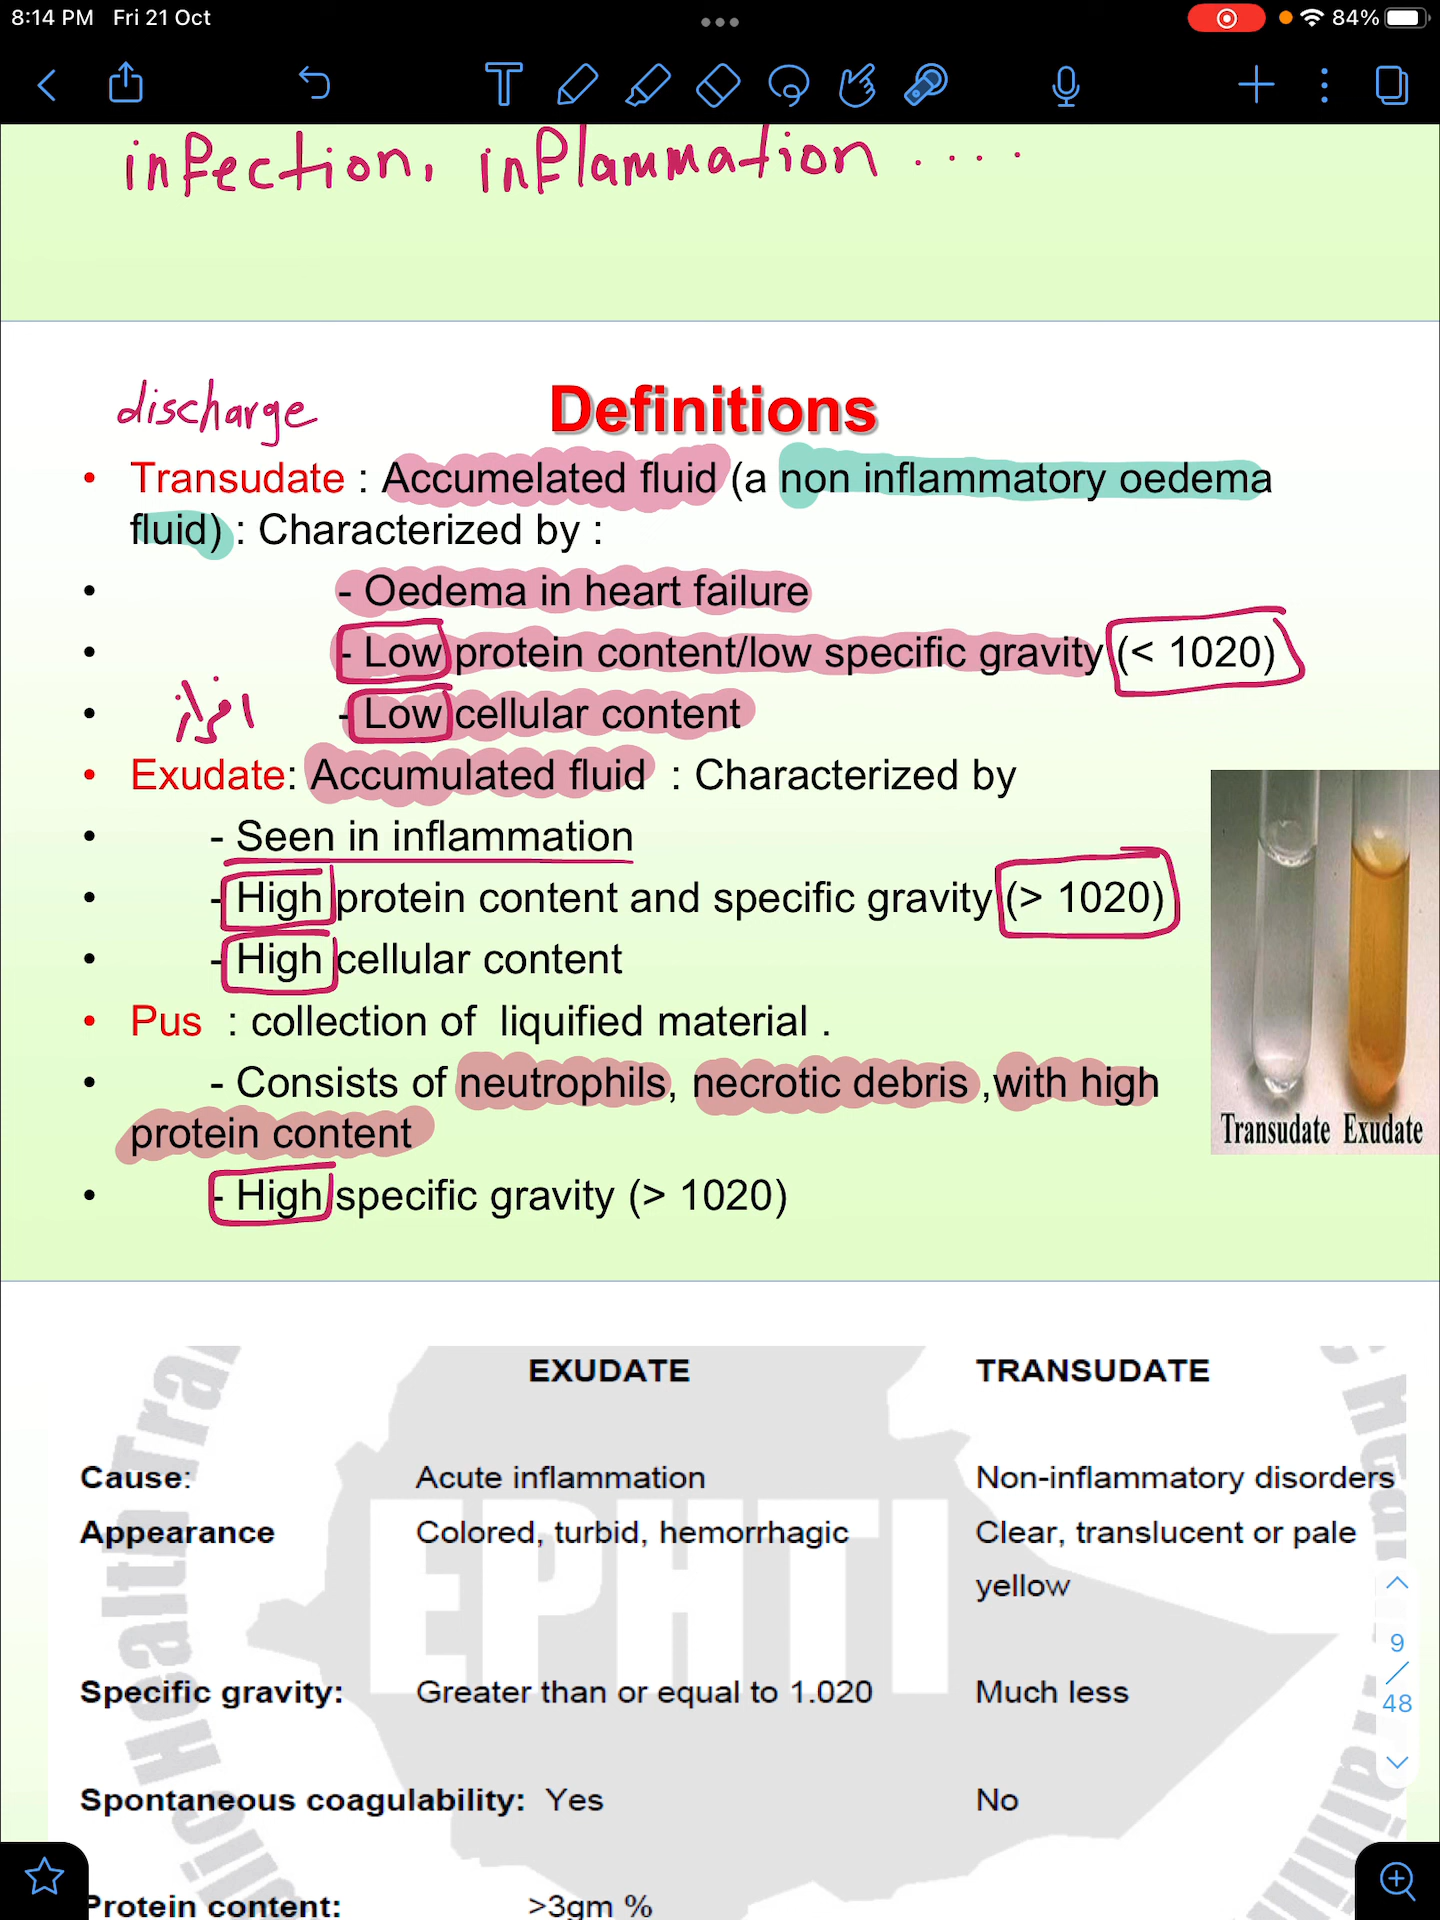 8:14 PM Fri 21 Oct 84%
infection, inflammation ....
discharge
Definitions
• Transudate : Accumelated fluid (a non inflammatory oedema
fluid) : Characterized by :
• - Oedema in heart failure
• - Low protein content/low specific gravity (< 1020)
• - Low cellular content
افراز
• Exudate: Accumulated fluid : Characterized by
• - Seen in inflammation
• - High protein content and specific gravity (> 1020)
• - High cellular content
• Pus : collection of liquified material .
• - Consists of neutrophils, necrotic debris ,with high
protein content
• - High specific gravity (> 1020)
Transudate Exudate
EXUDATE TRANSUDATE
Cause: Acute inflammation Non-inflammatory disorders
Appearance Colored, turbid, hemorrhagic Clear, translucent or pale
yellow
Specific gravity: Greater than or equal to 1.020 Much less
Spontaneous coagulability: Yes No
Protein content: >3gm %
EPHTI
9
/
48